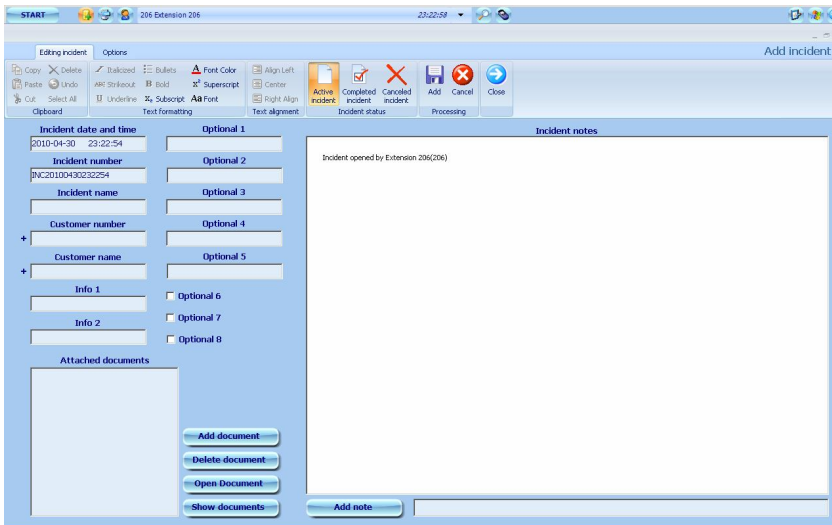 START 206 Extension 206 23:22:58
Editing incident Options Add incident
Copy Delete Italicized Bullets A Font Color Align Left
Paste Undo ABC Strikeout B Bold x² Superscript Center
Cut Select All U Underline X₂ Subscript Aa Font Right Align
Active incident Completed incident Canceled incident Add Cancel Close
Clipboard Text formatting Text alignment Incident status Processing
Incident date and time Optional 1 Incident notes
2010-04-30 23:22:54
Incident number Optional 2
Incident opened by Extension 206(206)
INC20100430232254
Incident name Optional 3
Customer number Optional 4
+
Customer name Optional 5
+
Info 1
Optional 6
Info 2
Optional 7
Optional 8
Attached documents
Add document
Delete document
Open Document
Show documents
Add note